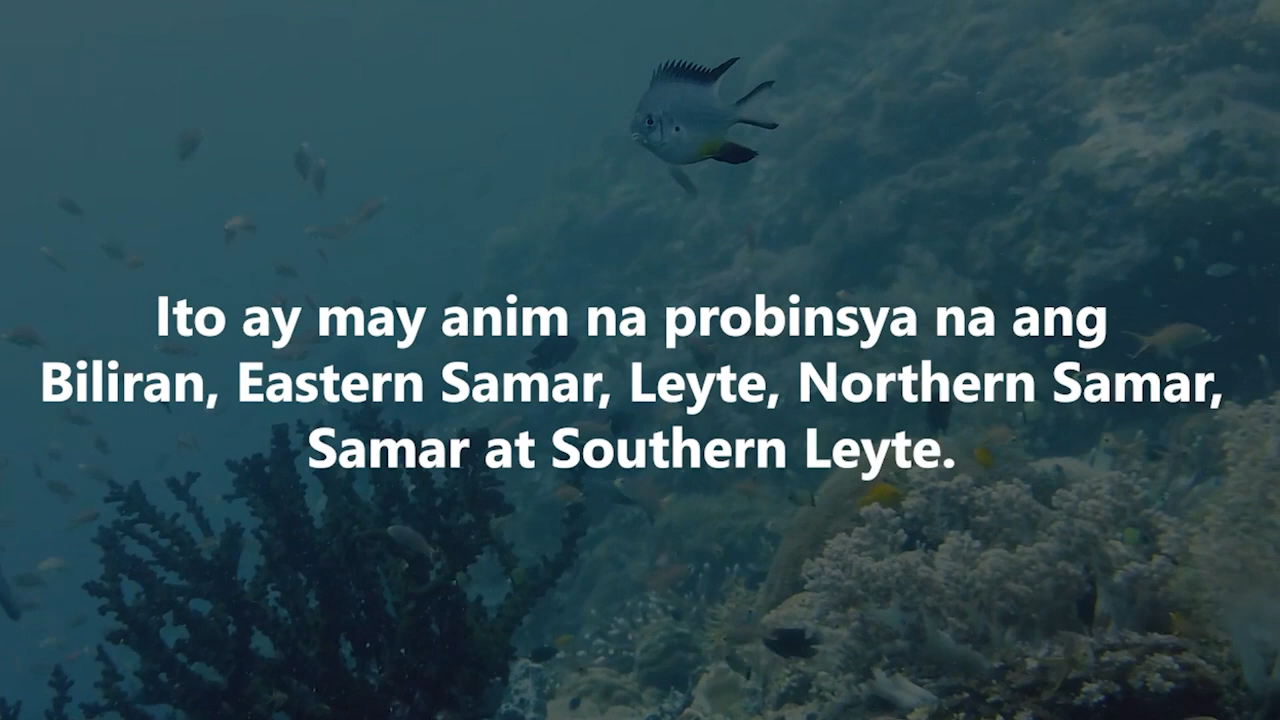 Ito ay may anim na probinsya na ang
Biliran, Eastern Samar, Leyte, Northern Samar,
Samar at Southern Leyte.